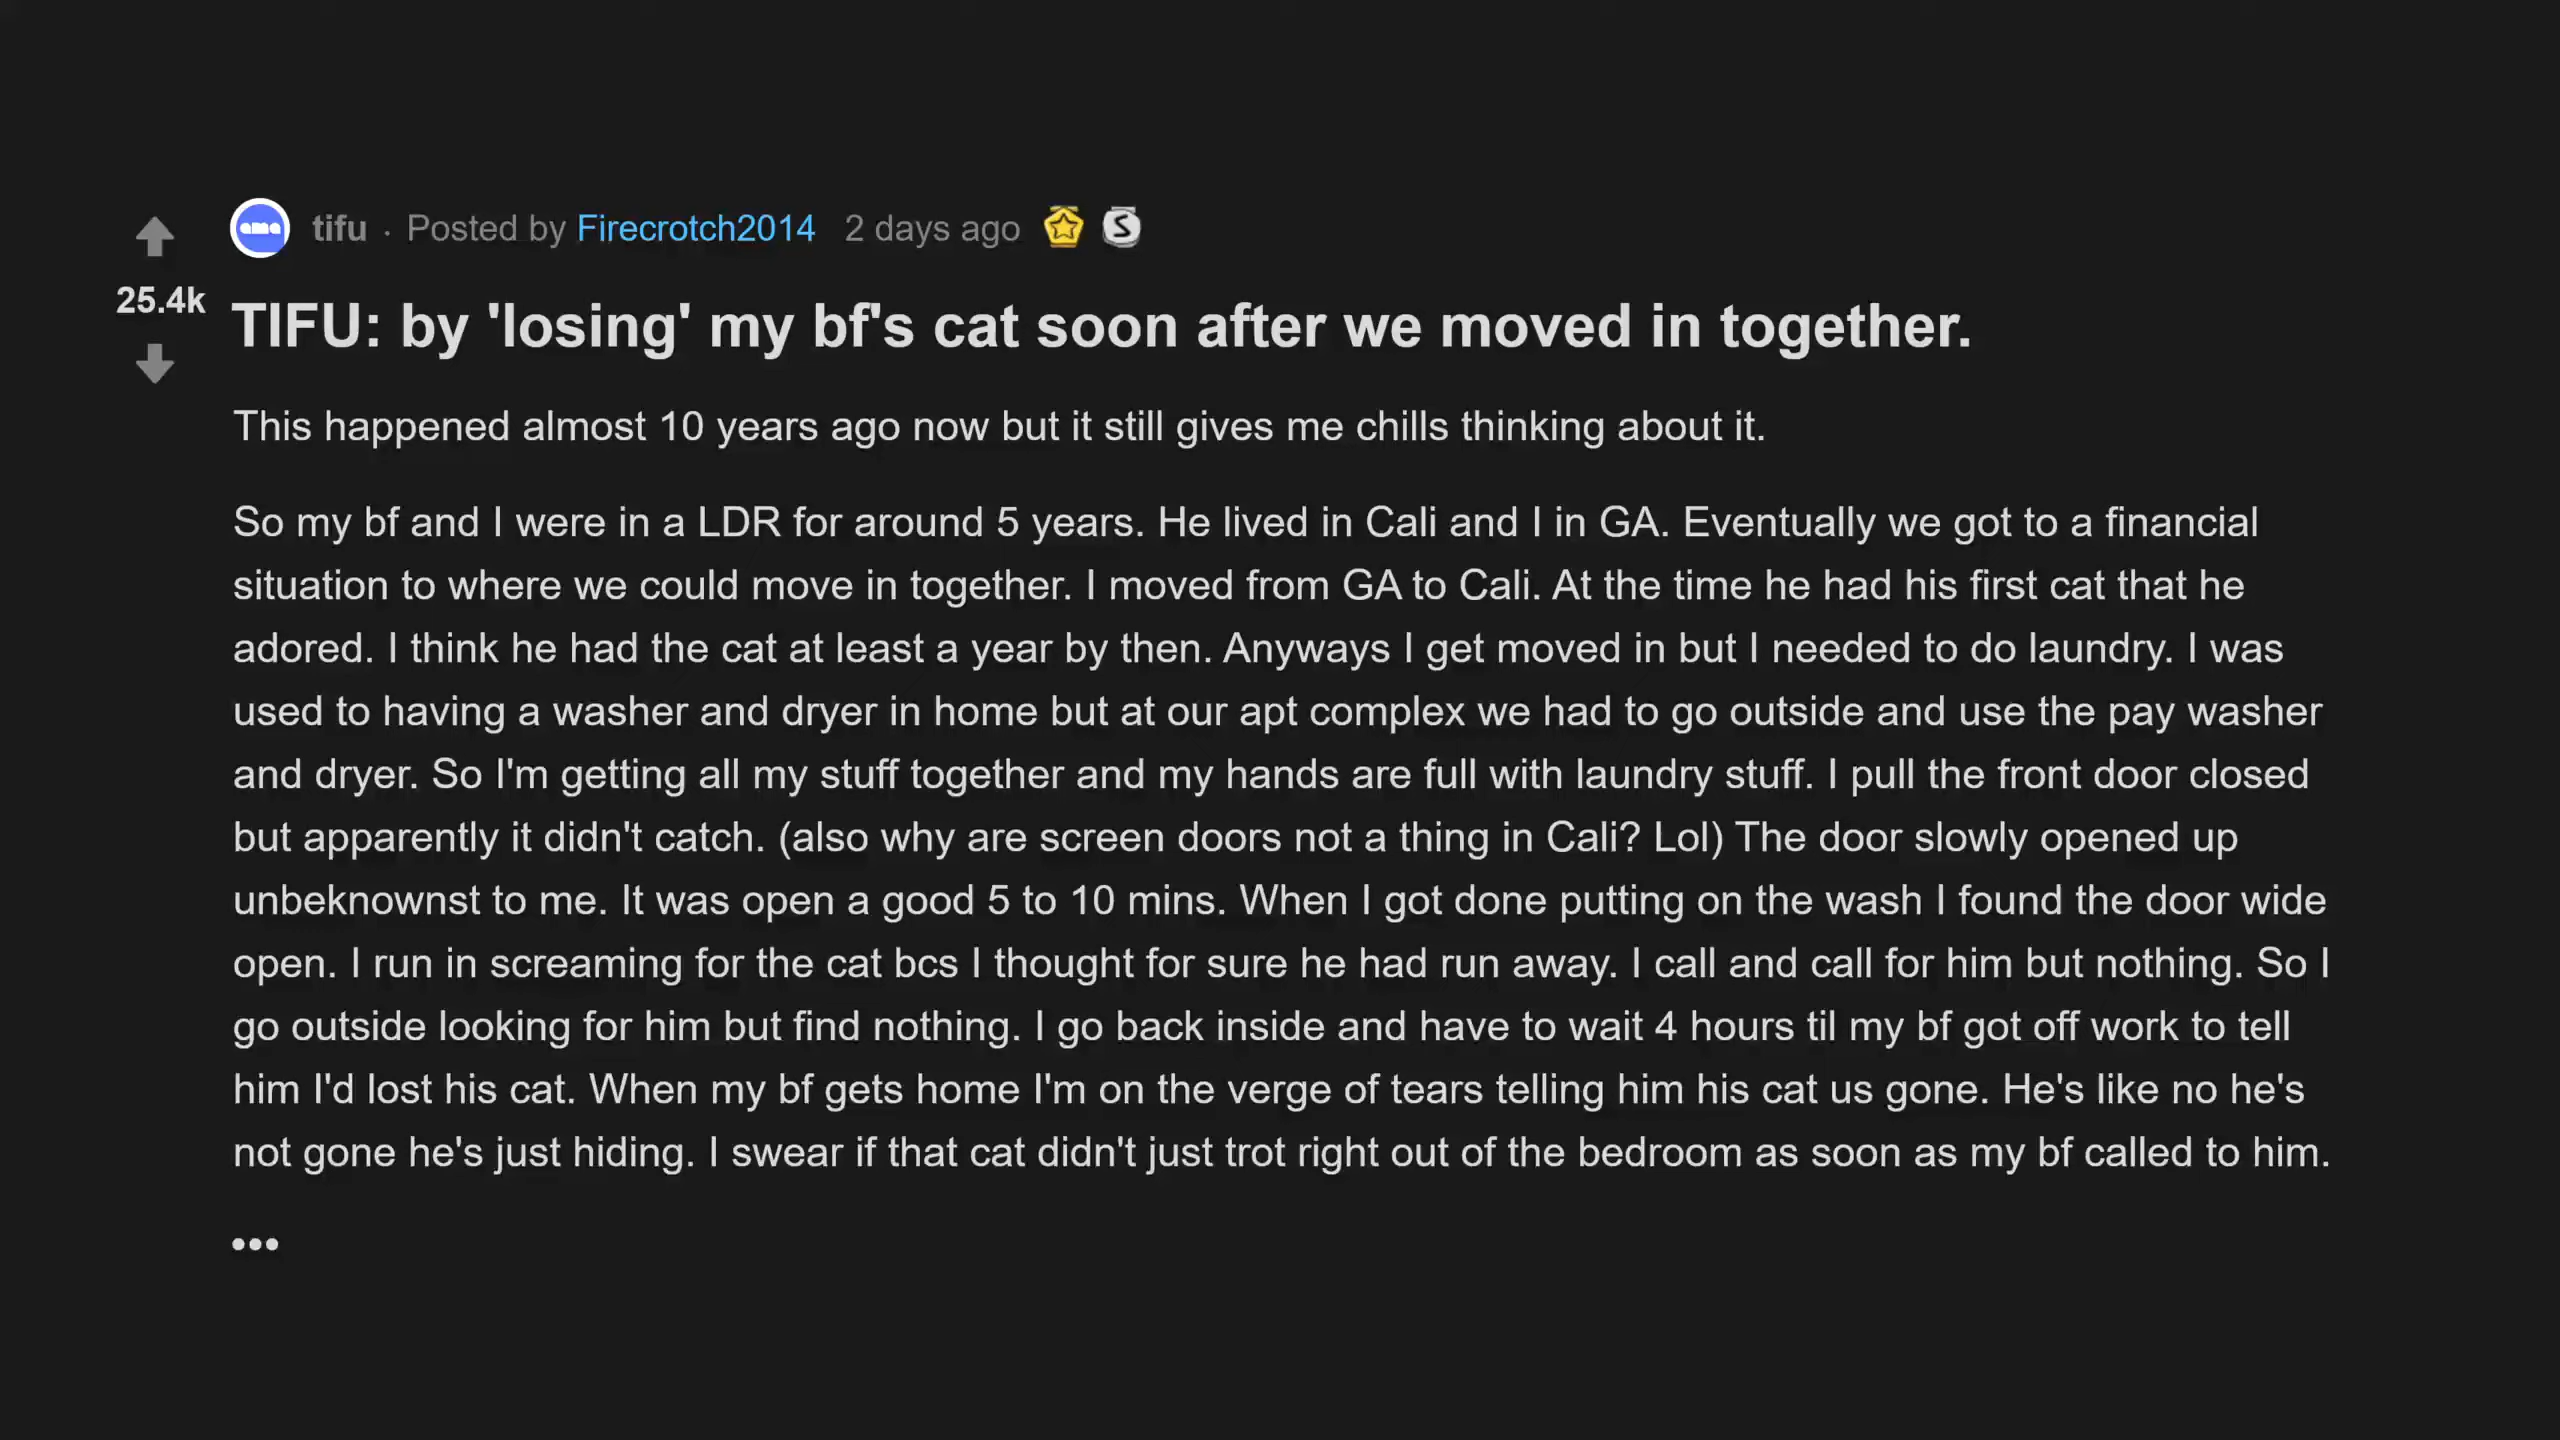 tifu · Posted by Firecrotch2014 2 days ago
25.4k
TIFU: by 'losing' my bf's cat soon after we moved in together.
This happened almost 10 years ago now but it still gives me chills thinking about it.
So my bf and I were in a LDR for around 5 years. He lived in Cali and I in GA. Eventually we got to a financial
situation to where we could move in together. I moved from GA to Cali. At the time he had his first cat that he
adored. I think he had the cat at least a year by then. Anyways I get moved in but I needed to do laundry. I was
used to having a washer and dryer in home but at our apt complex we had to go outside and use the pay washer
and dryer. So I'm getting all my stuff together and my hands are full with laundry stuff. I pull the front door closed
but apparently it didn't catch. (also why are screen doors not a thing in Cali? Lol) The door slowly opened up
unbeknownst to me. It was open a good 5 to 10 mins. When I got done putting on the wash I found the door wide
open. I run in screaming for the cat bcs I thought for sure he had run away. I call and call for him but nothing. So I
go outside looking for him but find nothing. I go back inside and have to wait 4 hours til my bf got off work to tell
him I'd lost his cat. When my bf gets home I'm on the verge of tears telling him his cat us gone. He's like no he's
not gone he's just hiding. I swear if that cat didn't just trot right out of the bedroom as soon as my bf called to him.
•••